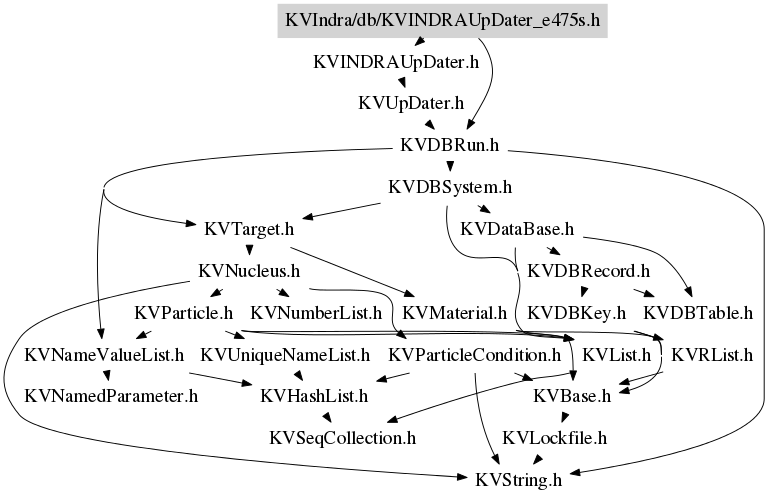 KVIndra/db/KVINDRAUpDater_e475s.h
KVINDRAUpDater.h
KVUpDater.h
KVDBRun.h
KVDBSystem.h
KVTarget.h
KVDataBase.h
KVNucleus.h
KVDBRecord.h
KVParticle.h
KVNumberList.h
KVMaterial.h
KVDBKey.h
KVDBTable.h
KVNameValueList.h
KVUniqueNameList.h
KVParticleCondition.h
KVList.h
KVRList.h
KVNamedParameter.h
KVHashList.h
KVBase.h
KVSeqCollection.h
KVLockfile.h
KVString.h